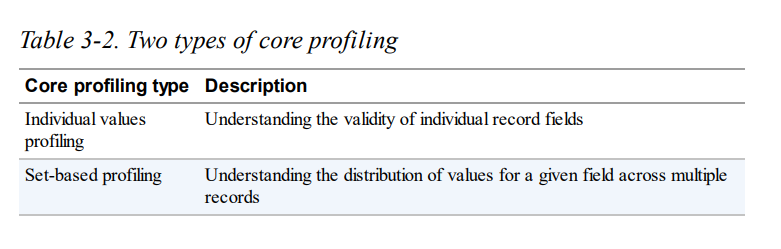 Table 3-2. Two types of core profiling
Core profiling type Description
Individual values profiling Understanding the validity of individual record fields
Set-based profiling Understanding the distribution of values for a given field across multiple records